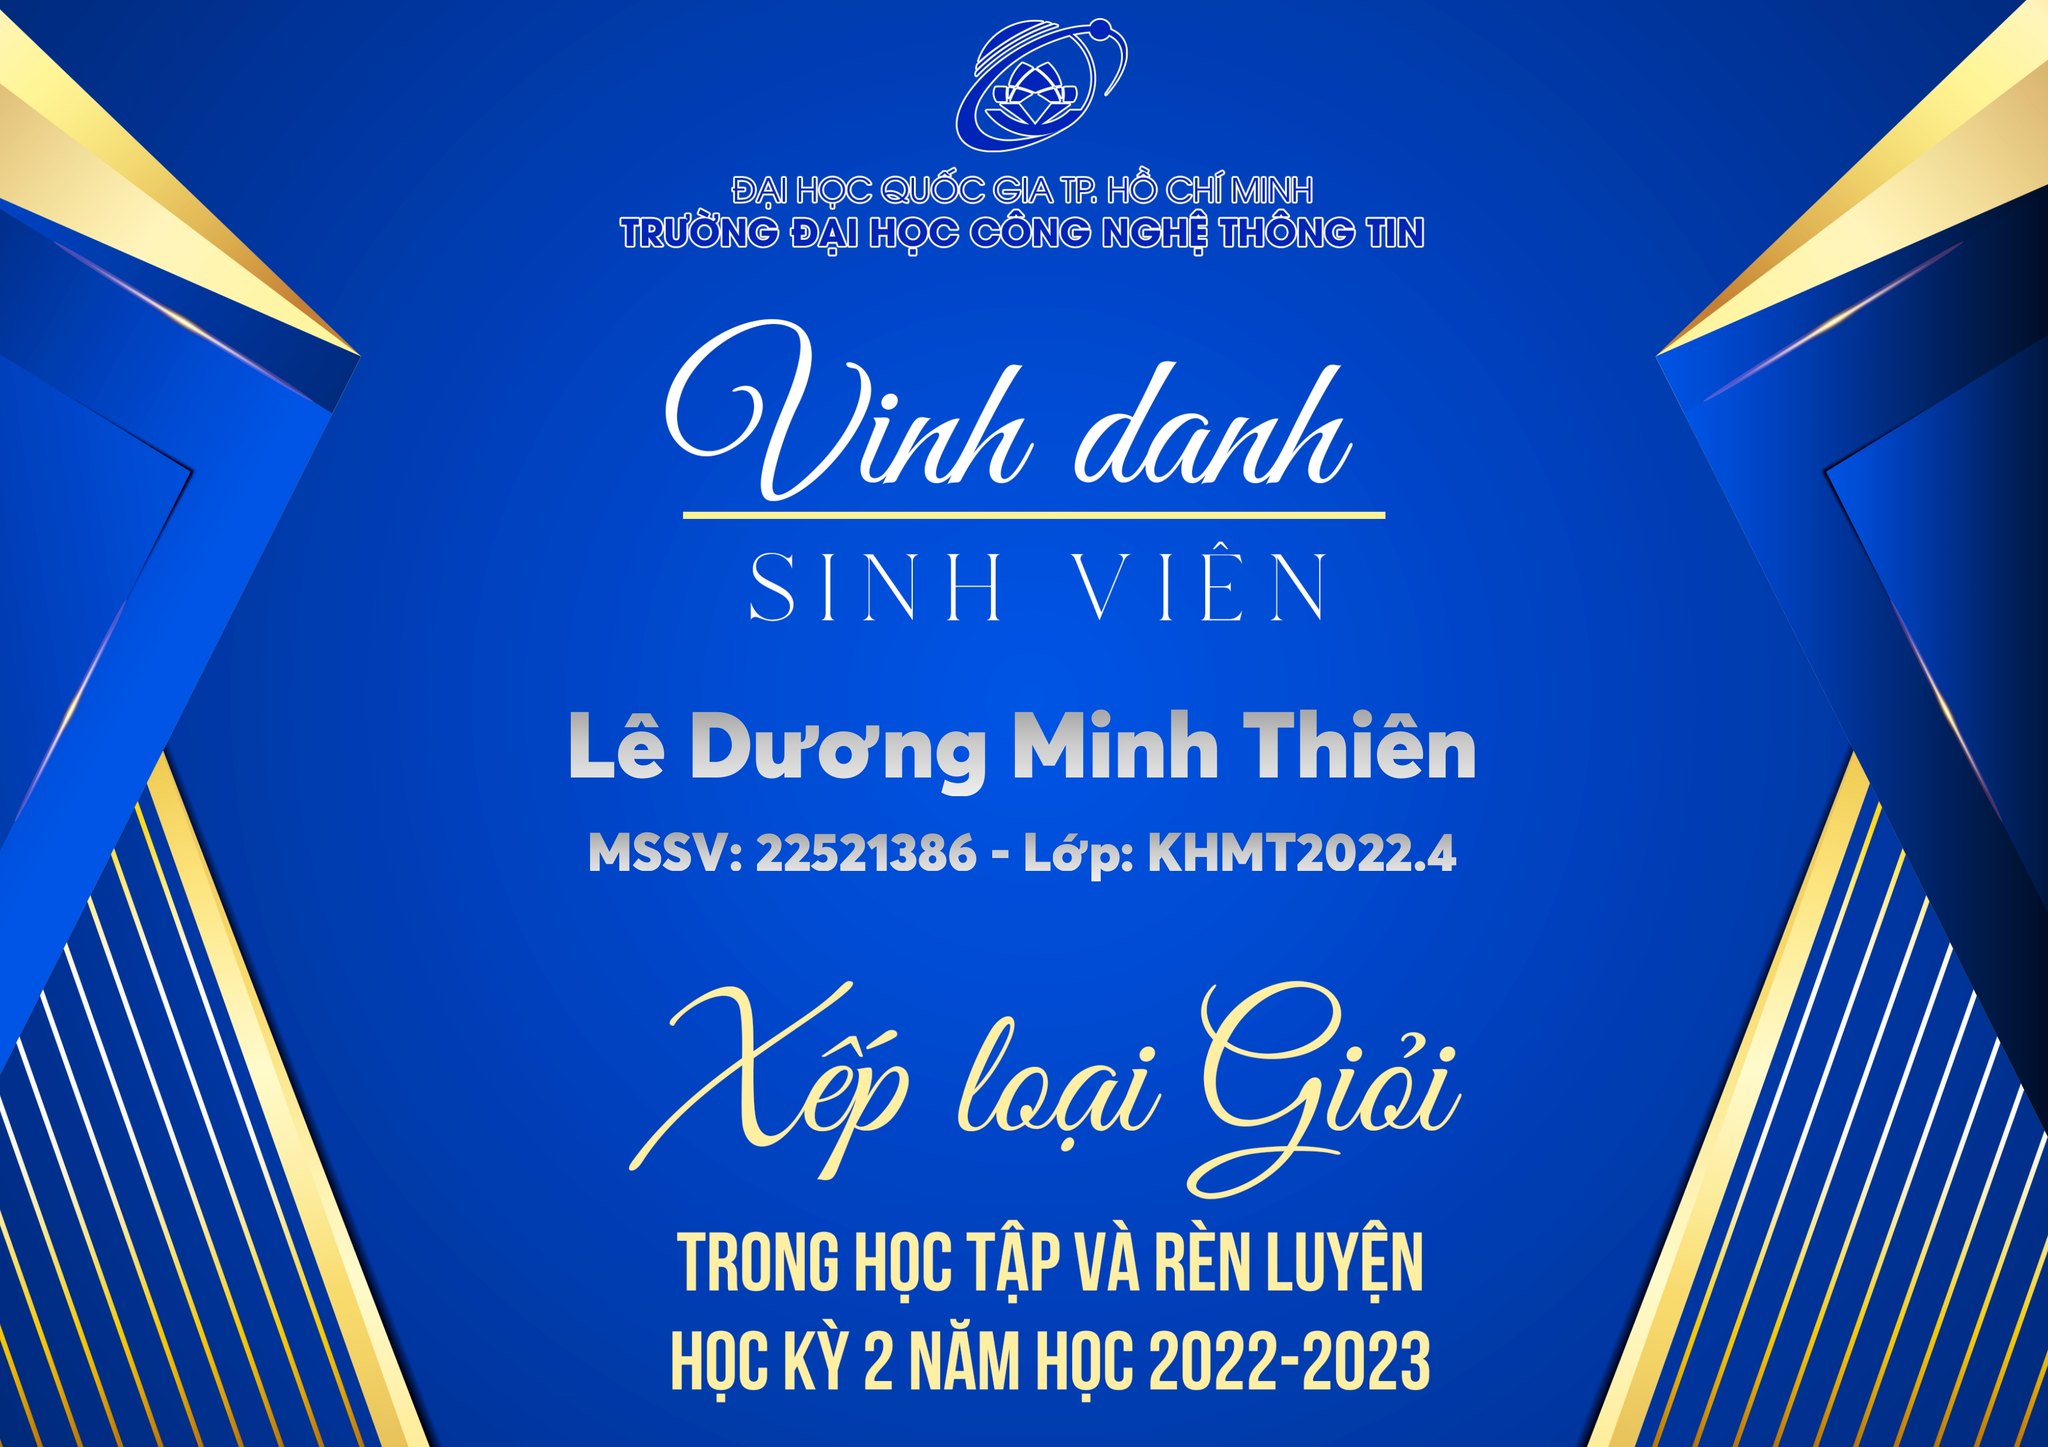 ĐẠI HỌC QUỐC GIA TP. HỒ CHÍ MINH
TRƯỜNG ĐẠI HỌC CÔNG NGHỆ THÔNG TIN
Vinh danh
SINH VIÊN
Lê Dương Minh Thiên
MSSV: 22521386 - Lớp: KHMT2022.4
Xếp loại Giỏi
TRONG HỌC TẬP VÀ RÈN LUYỆN
HỌC KỲ 2 NĂM HỌC 2022-2023